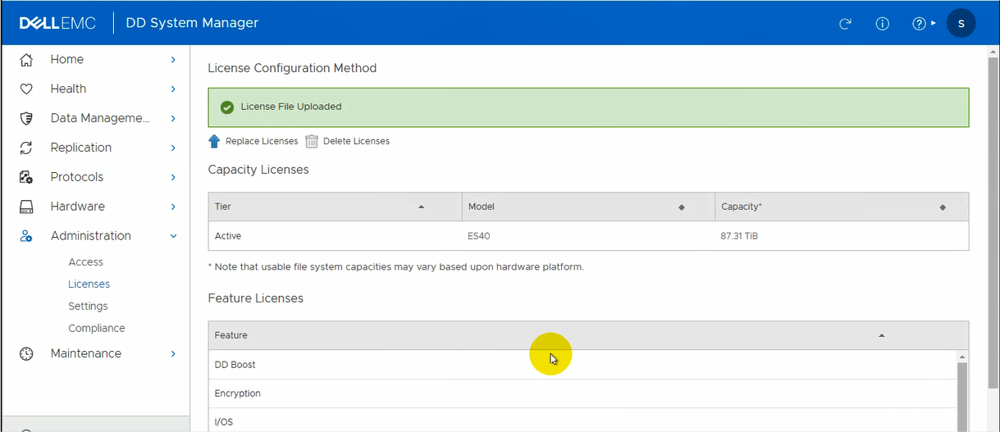 DELLEMC DD System Manager S
Home
Health
Data Manageme...
Replication
Protocols
Hardware
Administration
Access
Licenses
Settings
Compliance
Maintenance
License Configuration Method
License File Uploaded
Replace Licenses Delete Licenses
Capacity Licenses
Tier Model Capacity*
Active ES40 87.31 TiB
* Note that usable file system capacities may vary based upon hardware platform.
Feature Licenses
Feature
DD Boost
Encryption
I/OS